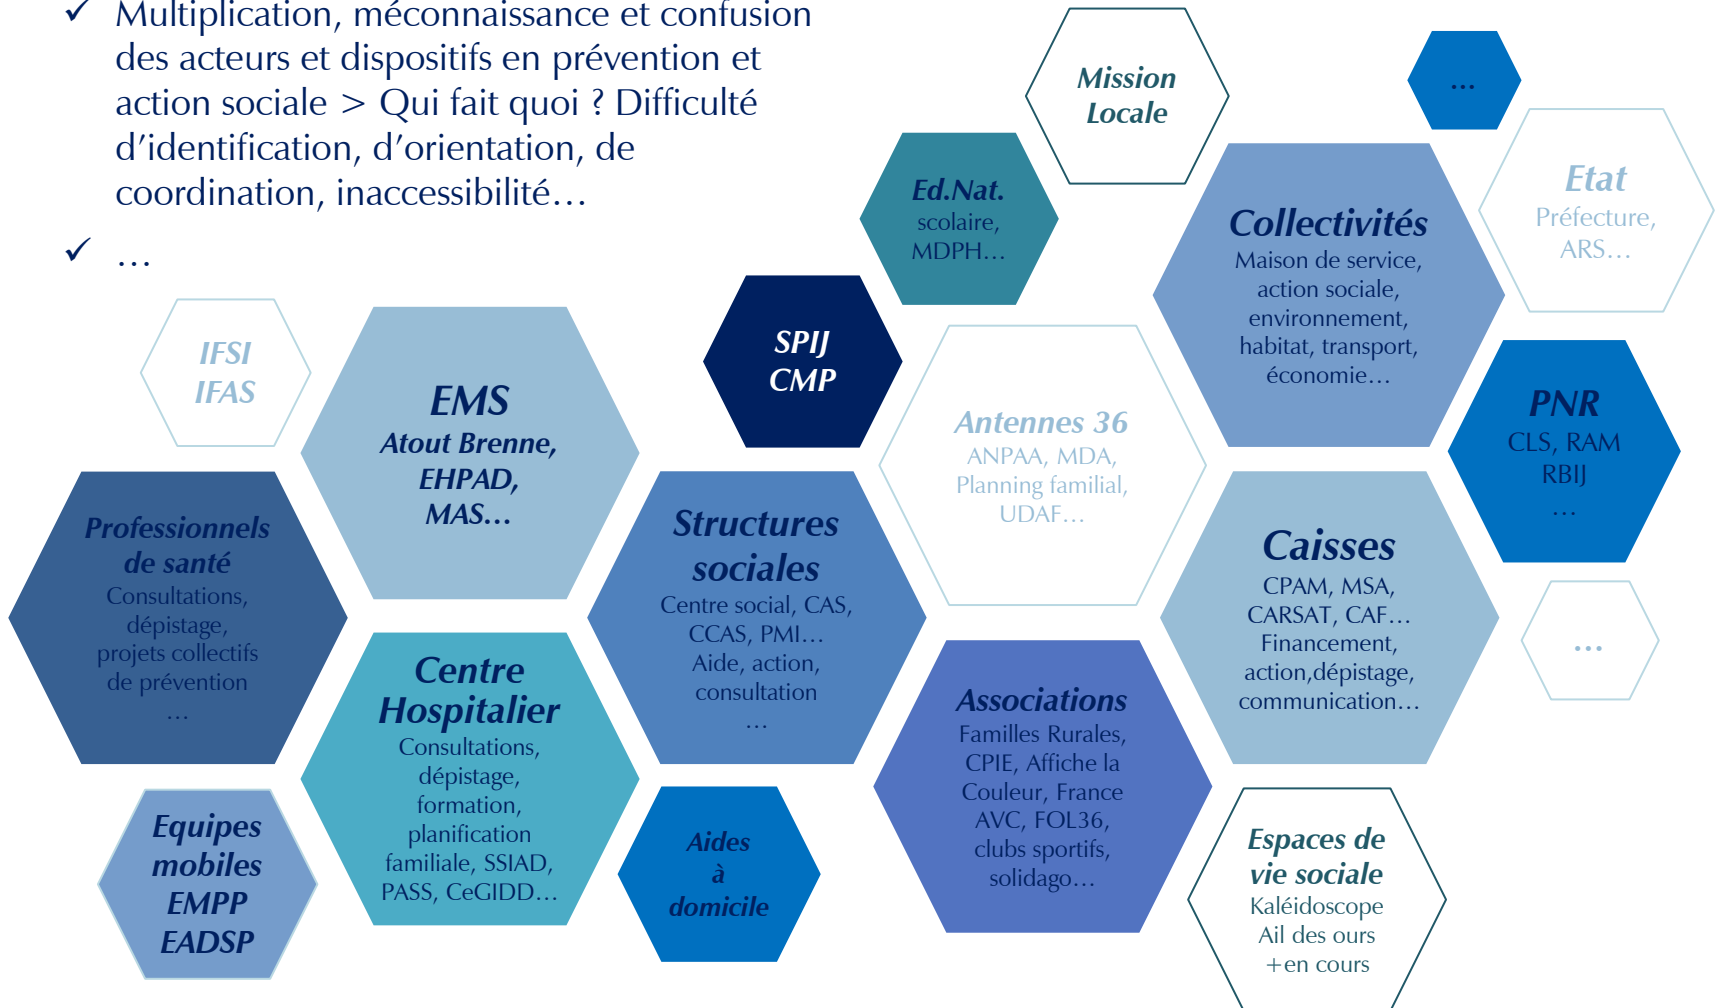 ✓ Multiplication, méconnaissance et confusion
des acteurs et dispositifs en prévention et
action sociale > Qui fait quoi ? Difficulté
d’identification, d’orientation, de
coordination, inaccessibilité…
✓ …
Mission
Locale
…
Ed.Nat.
scolaire,
MDPH…
Collectivités
Maison de service,
action sociale,
environnement,
habitat, transport,
économie…
Etat
Préfecture,
ARS…
IFSI
IFAS
EMS
Atout Brenne,
EHPAD,
MAS…
SPIJ
CMP
Antennes 36
ANPAA, MDA,
Planning familial,
UDAF…
PNR
CLS, RAM
RBIJ
…
Professionnels
de santé
Consultations,
dépistage,
projets collectifs
de prévention
…
Structures
sociales
Centre social, CAS,
CCAS, PMI…
Aide, action,
consultation
…
Caisses
CPAM, MSA,
CARSAT, CAF…
Financement,
action,dépistage,
communication…
…
Centre
Hospitalier
Consultations,
dépistage,
formation,
planification
familiale, SSIAD,
PASS, CeGIDD…
Associations
Familles Rurales,
CPIE, Affiche la
Couleur, France
AVC, FOL36,
clubs sportifs,
solidago…
Equipes
mobiles
EMPP
EADSP
Aides
à
domicile
Espaces de
vie sociale
Kaléidoscope
Ail des ours
+en cours